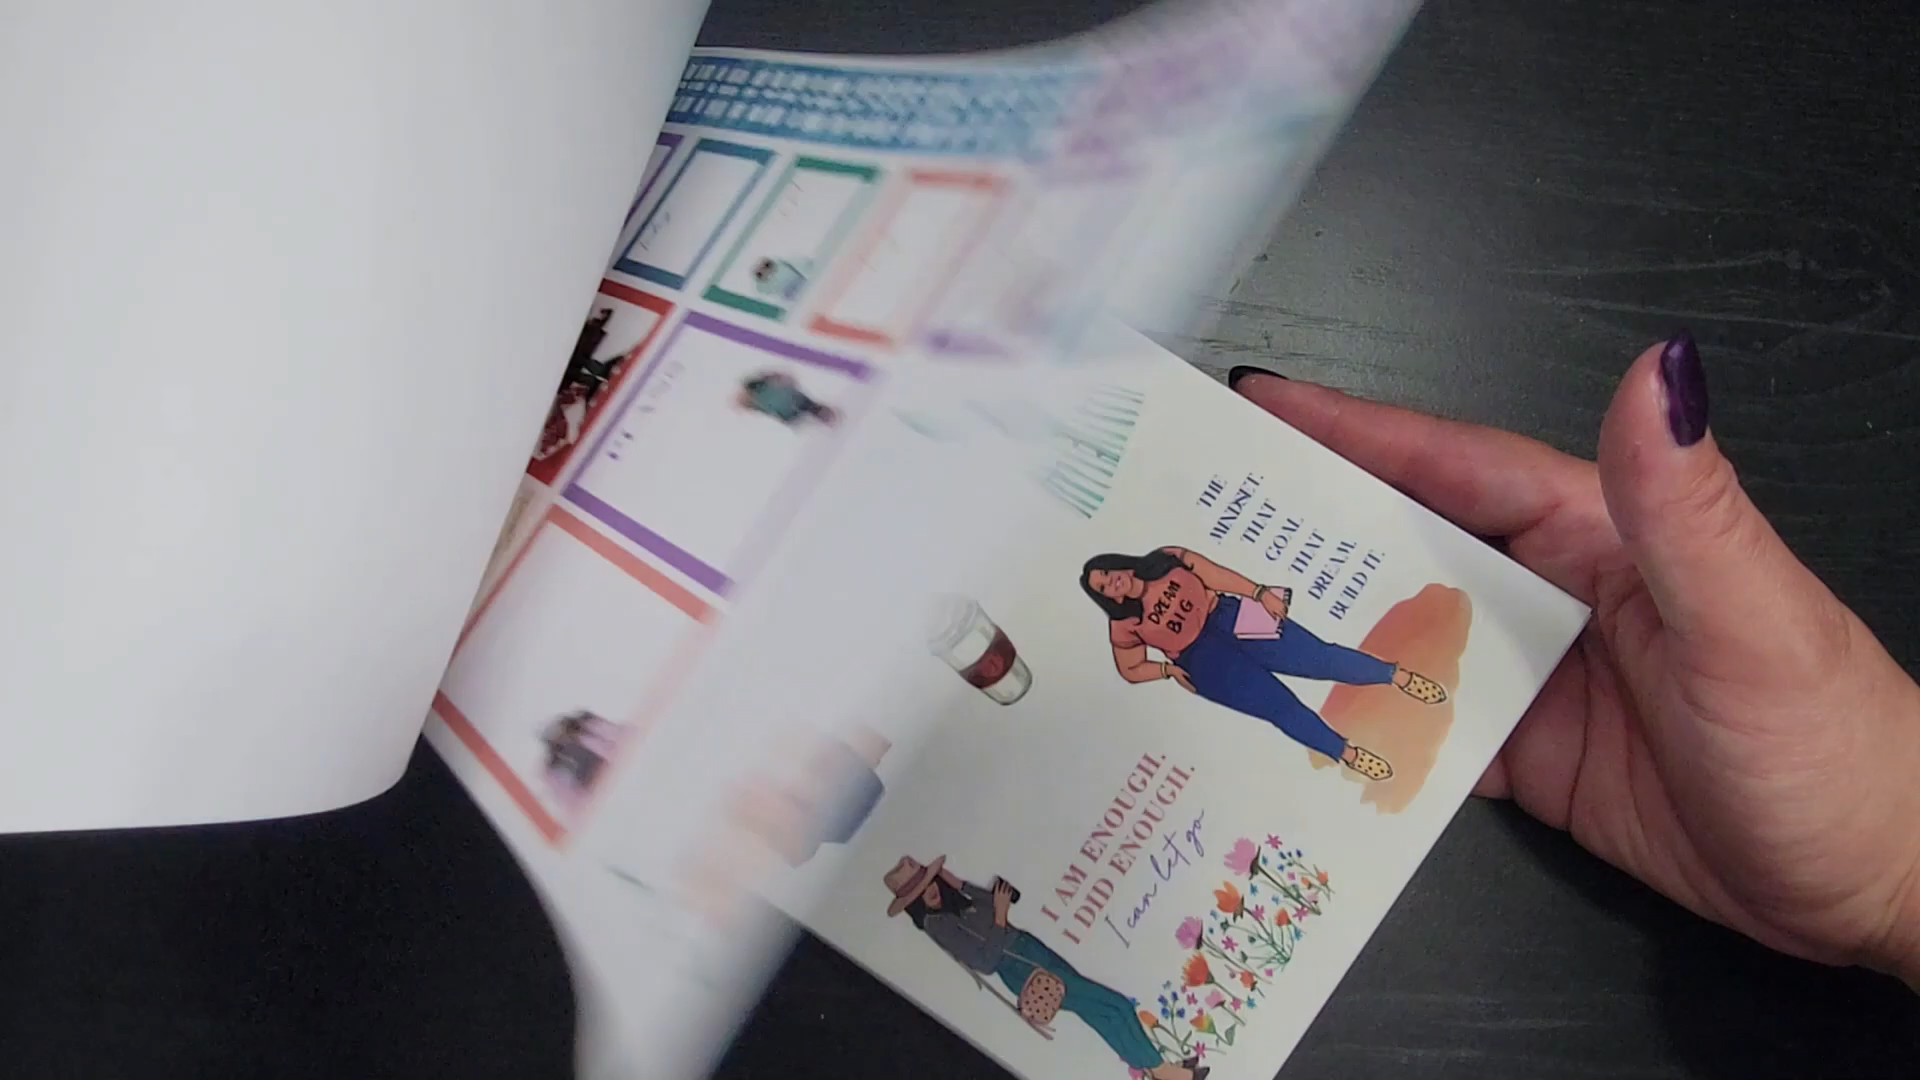 THE
MINDSET.
THAT
GOAL.
THAT
DREAM.
BUILD IT.
DREAM
BIG
I AM ENOUGH.
I DID ENOUGH.
I can let go